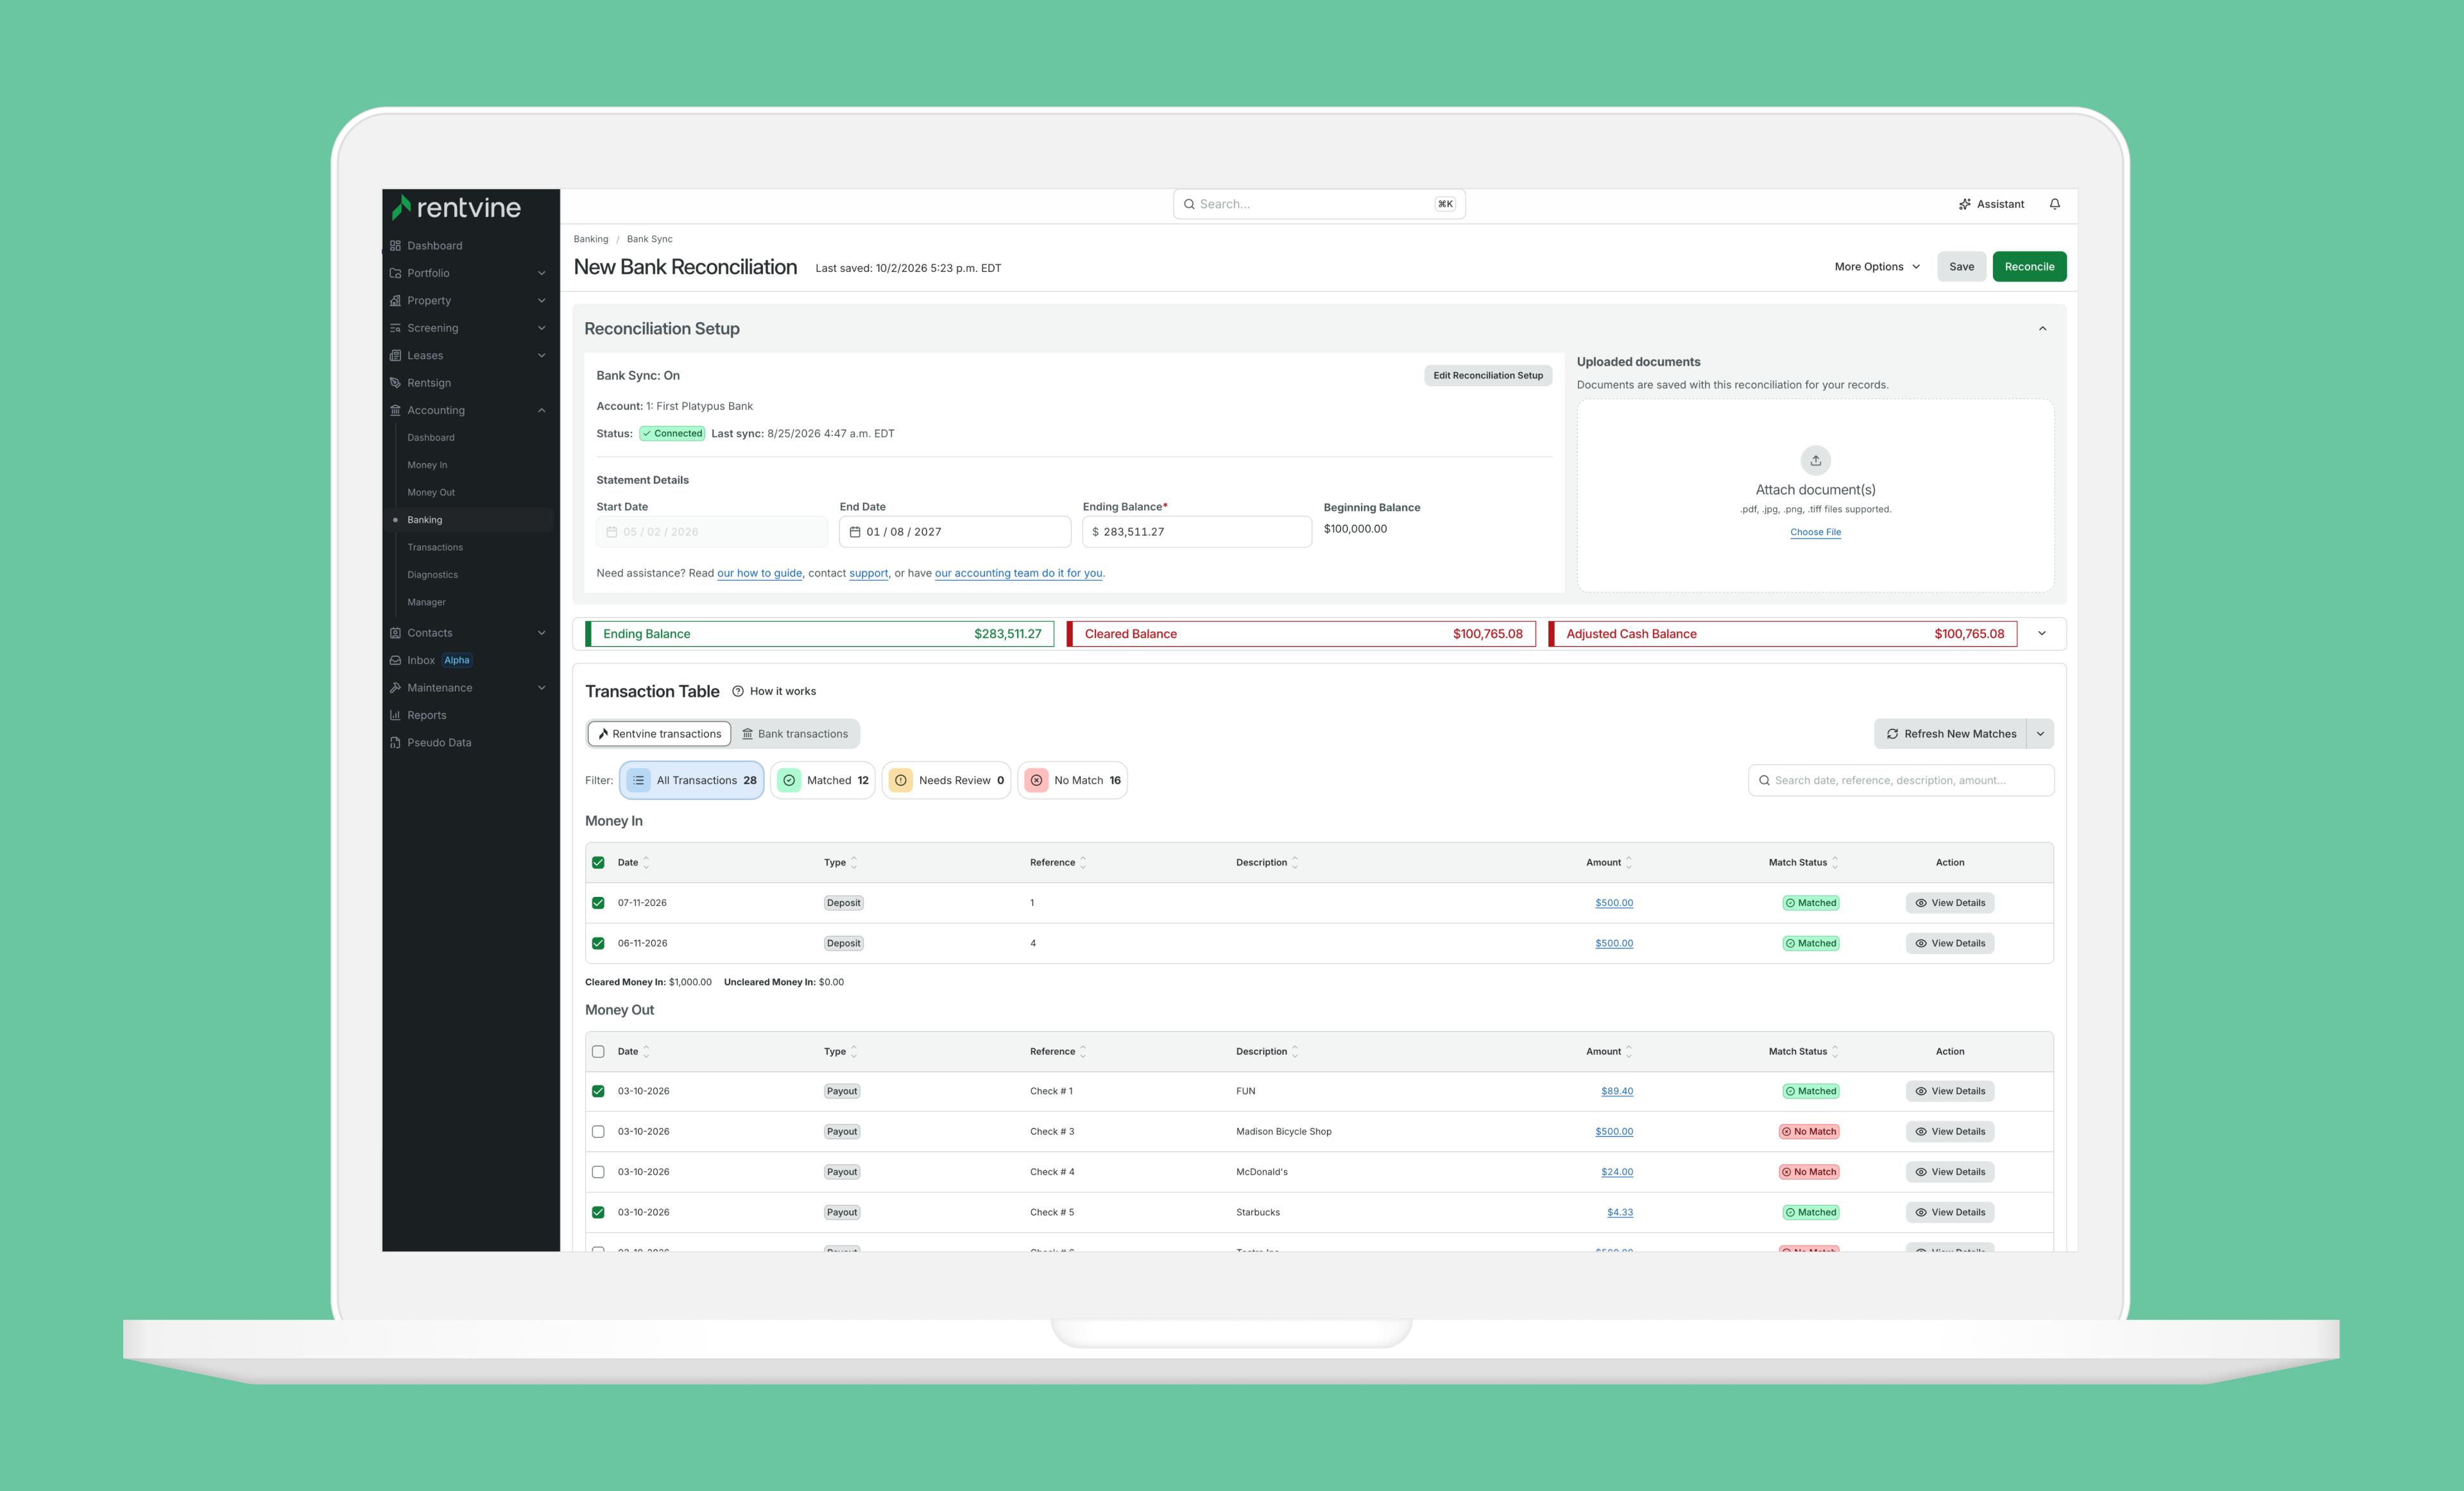 rentvine
Search...
⌘K
Assistant
Dashboard
Portfolio
Property
Screening
Leases
Rentsign
Accounting
Dashboard
Money In
Money Out
Banking
Transactions
Diagnostics
Manager
Contacts
Inbox Alpha
Maintenance
Reports
Pseudo Data
Banking / Bank Sync
New Bank Reconciliation Last saved: 10/2/2026 5:23 p.m. EDT
More Options Save Reconcile
Reconciliation Setup
Bank Sync: On Edit Reconciliation Setup
Account: 1: First Platypus Bank
Status: Connected Last sync: 8/25/2026 4:47 a.m. EDT
Statement Details
Start Date End Date Ending Balance* Beginning Balance
05 / 02 / 2026 01 / 08 / 2027 $ 283,511.27 $100,000.00
Need assistance? Read our how to guide, contact support, or have our accounting team do it for you.
Uploaded documents
Documents are saved with this reconciliation for your records.
Attach document(s)
.pdf, .jpg, .png, .tiff files supported.
Choose File
Ending Balance $283,511.27 Cleared Balance $100,765.08 Adjusted Cash Balance $100,765.08
Transaction Table How it works
Rentvine transactions Bank transactions Refresh New Matches
Filter: All Transactions 28 Matched 12 Needs Review 0 No Match 16 Search date, reference, description, amount...
Money In
Date Type Reference Description Amount Match Status Action
07-11-2026 Deposit 1 $500.00 Matched View Details
06-11-2026 Deposit 4 $500.00 Matched View Details
Cleared Money In: $1,000.00 Uncleared Money In: $0.00
Money Out
Date Type Reference Description Amount Match Status Action
03-10-2026 Payout Check # 1 FUN $89.40 Matched View Details
03-10-2026 Payout Check # 3 Madison Bicycle Shop $500.00 No Match View Details
03-10-2026 Payout Check # 4 McDonald's $24.00 No Match View Details
03-10-2026 Payout Check # 5 Starbucks $4.33 Matched View Details